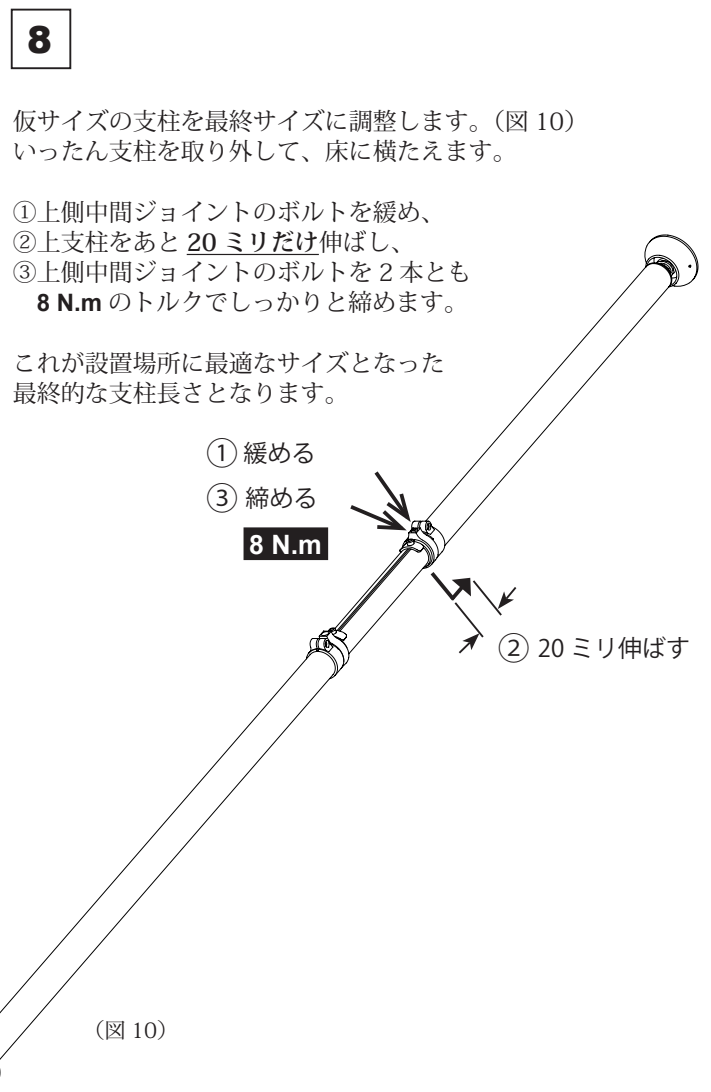 8
仮サイズの支柱を最終サイズに調整します。（図 10）
いったん支柱を取り外して、床に横たえます。
①上側中間ジョイントのボルトを緩め、
②上支柱をあと 20 ミリだけ伸ばし、
③上側中間ジョイントのボルトを 2 本とも
8 N.m のトルクでしっかりと締めます。
これが設置場所に最適なサイズとなった
最終的な支柱長さとなります。
① 緩める
③ 締める
8 N.m
② 20 ミリ伸ばす
（図 10）